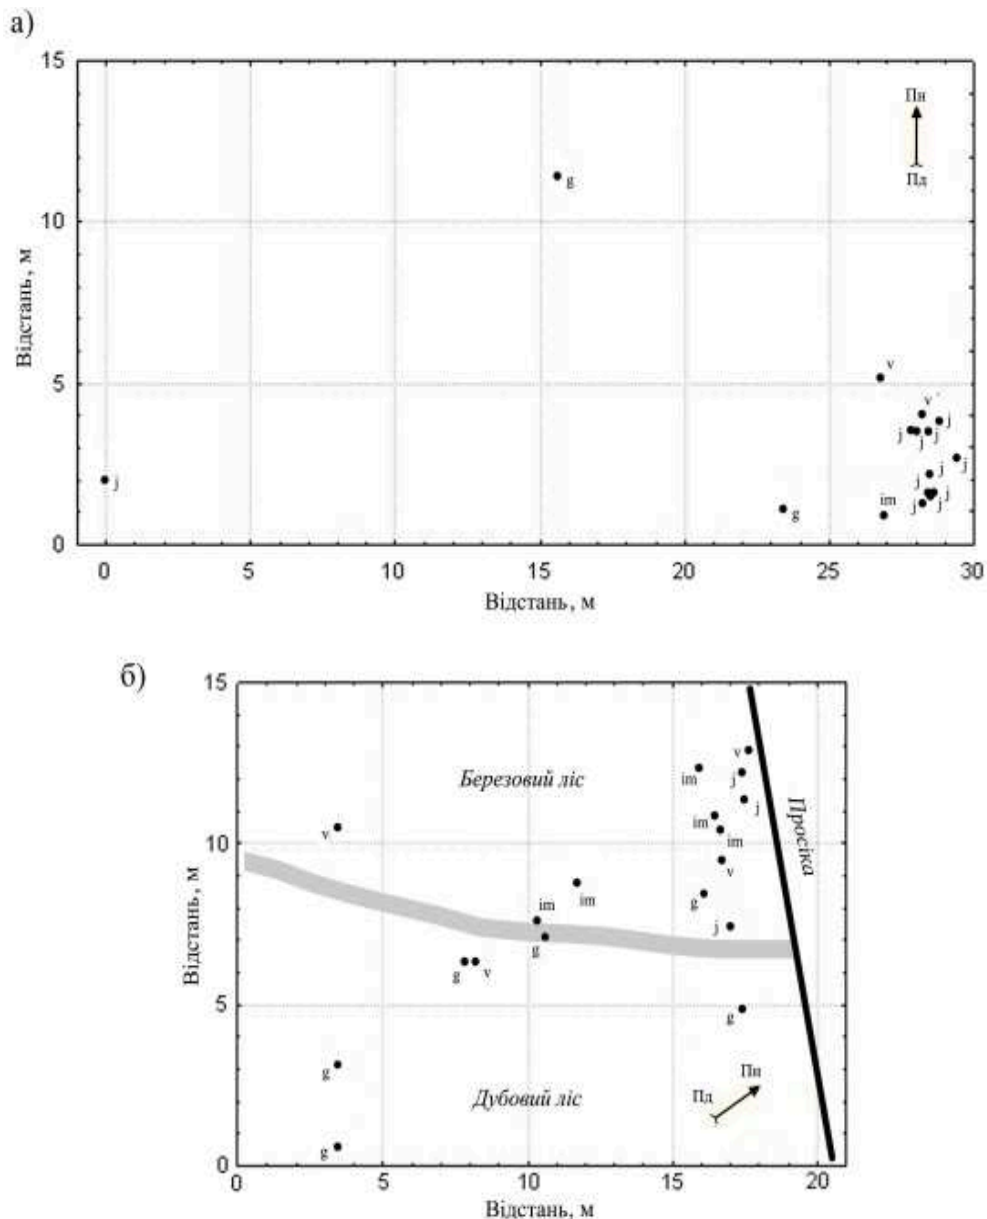 а)
15
10
5
0
Відстань, м
Пн
Пд
g
v
v
j
j
j
j
j
j
j
j
j
j
im
g
j
0 5 10 15 20 25 30
Відстань, м
б)
15
10
5
0
Відстань, м
Березовий ліс
Просіка
v
im
j
j
im
im
v
v
im
im
g
j
g
g
v
g
g
g
Пн
Пд
Дубовий ліс
0 5 10 15 20
Відстань, м